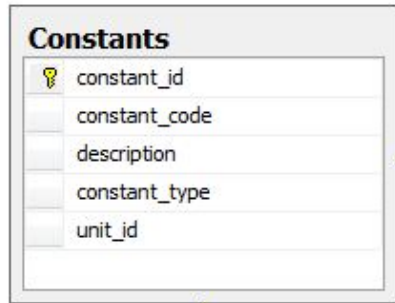 Constants
constant_id
constant_code
description
constant_type
unit_id